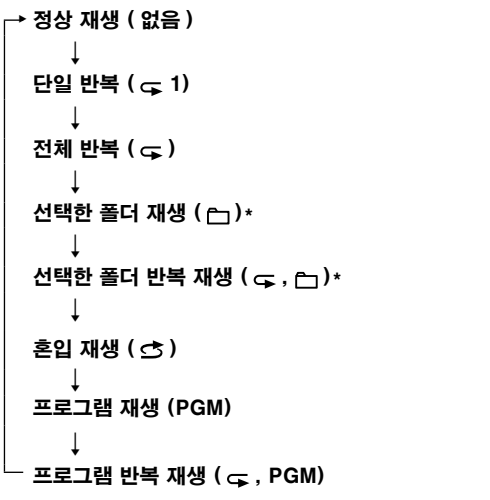 정상 재생 ( 없음 )
단일 반복 ( 1)
전체 반복 ( )
선택한 폴더 재생 ( )*
선택한 폴더 반복 재생 ( , )*
혼입 재생 ( )
프로그램 재생 (PGM)
프로그램 반복 재생 ( , PGM)